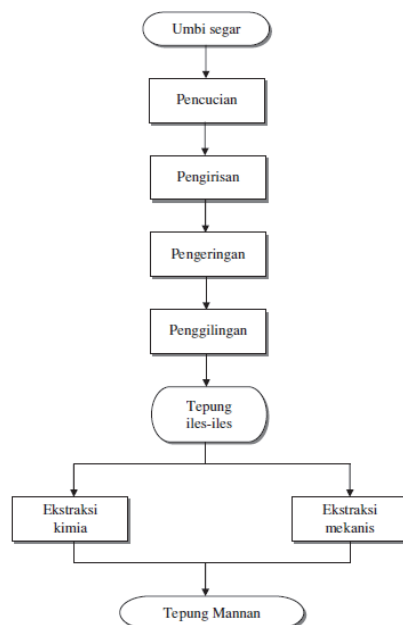 Umbi segar
Pencucian
Pengirisan
Pengeringan
Penggilingan
Tepung
iles-iles
Ekstraksi
kimia
Ekstraksi
mekanis
Tepung Mannan